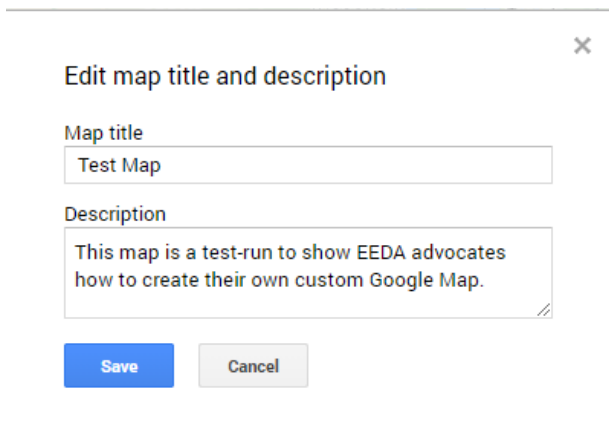 Edit map title and description
Map title
Test Map
Description
This map is a test-run to show EEDA advocates
how to create their own custom Google Map.
Save
Cancel